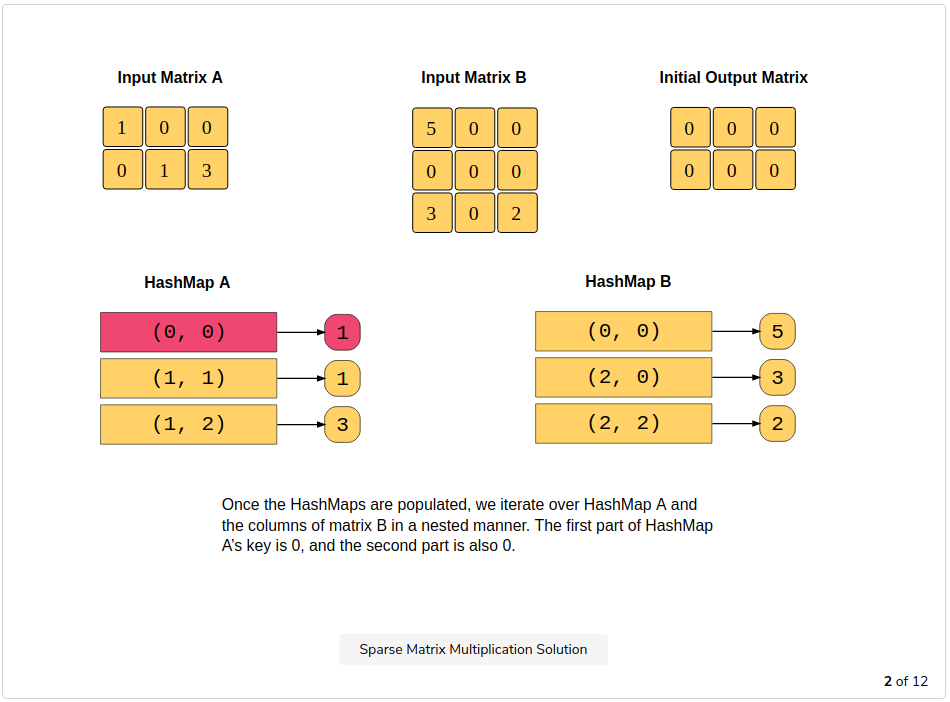 Input Matrix A
Input Matrix B
Initial Output Matrix
1 0 0
0 1 3
5 0 0
0 0 0
3 0 2
0 0 0
0 0 0
HashMap A
(0, 0) 1
(1, 1) 1
(1, 2) 3
HashMap B
(0, 0) 5
(2, 0) 3
(2, 2) 2
Once the HashMaps are populated, we iterate over HashMap A and
the columns of matrix B in a nested manner. The first part of HashMap
A’s key is 0, and the second part is also 0.
Sparse Matrix Multiplication Solution
2 of 12